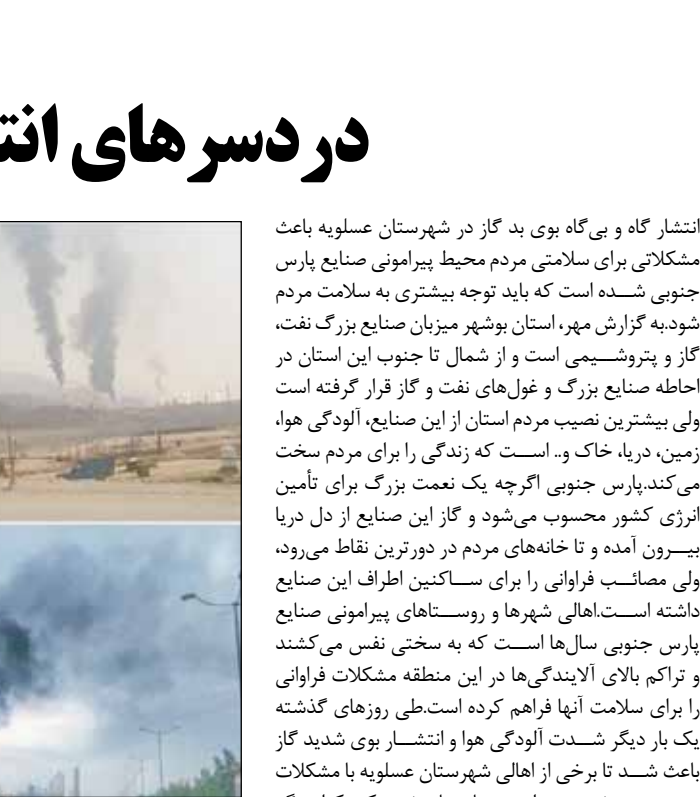 دردسرهای
انتشار گاه و بی‌گاه بوی بد گاز در شهرستان عسلویه باعث
مشکلاتی برای سلامتی مردم محیط پیرامونی صنایع پارس
جنوبی شـــده است که باید توجه بیشتری به سلامت مردم
شود.به گزارش مهر، استان بوشهر میزبان صنایع بزرگ نفت،
گاز و پتروشـــیمی است و از شمال تا جنوب این استان در
احاطه صنایع بزرگ و غول‌های نفت و گاز قرار گرفته است
ولی بیشترین نصیب مردم استان از این صنایع، آلودگی هوا،
زمین، دریا، خاک و.. اســـت که زندگی را برای مردم سخت
می‌کند.پارس جنوبی اگرچه یک نعمت بزرگ برای تأمین
انرژی کشور محسوب می‌شود و گاز این صنایع از دل دریا
بیـــرون آمده و تا خانه‌های مردم در دورترین نقاط می‌رود،
ولی مصائـــب فراوانی را برای ســـاکنین اطراف این صنایع
داشته اســـت.اهالی شهرها و روســـتاهای پیرامونی صنایع
پارس جنوبی سال‌ها اســـت که به سختی نفس می‌کشند
و تراکم بالای آلایندگی‌ها در این منطقه مشکلات فراوانی
را برای سلامت آنها فراهم کرده است.طی روزهای گذشته
یک بار دیگر شـــدت آلودگی هوا و انتشـــار بوی شدید گاز
باعث شـــد تا برخی از اهالی شهرستان عسلویه با مشکلات